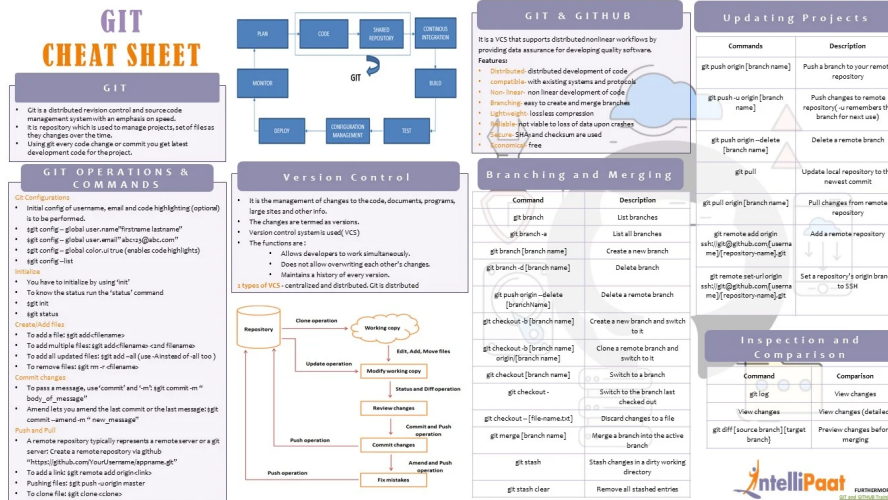 GIT
CHEAT SHEET
GIT
Git is a distributed revision control and source code
management system with an emphasis on speed.
It is repository which is used to manage projects, set of files as
they changes over the time.
Using git every code change or commit you get latest
development code for the project.
GIT OPERATIONS &
COMMANDS
Git Configurations
Initial config of username, email and code highlighting (optional)
is to be performed.
$git config – global user.name"firstname lastname"
$git config – global user.email"abc123@abc.com"
$git config – global color.ui true (enables code highlights)
$git config –list
Initialize
You have to initialize by using 'init'
To know the status run the 'status' command
$git init
$git status
Create/Add files
To add a file: $git add<filename>
To add multiple files: $git add<filename> <2nd filename>
To add all updated files: $git add –all (use -A instead of -all too )
To remove files: $git rm -r <filename>
Commit changes
To pass a message, use 'commit' and '-m': $git commit -m "
body_of_message"
Amend lets you amend the last commit or the last message: $git
commit –amend -m " new_message"
Push and Pull
A remote repository typically represents a remote server or a git
server: Create a remote repository via github
"https://github.com/YourUsername/appname.git"
To add a link: $git remote add origin<link>
Pushing files: $git push -u origin master
To clone file: $git clone <clone>
PLAN
CODE
SHARED
REPOSITORY
CONTINOUS
INTEGRATION
GIT
MONITOR
BUILD
DEPLOY
CONFIGURATION
MANAGEMENT
TEST
Version Control
It is the management of changes to the code, documents, programs,
large sites and other info.
The changes are termed as versions.
Version control system is used( VCS)
The functions are :
Allows developers to work simultaneously.
Does not allow overwriting each other's changes.
Maintains a history of every version.
2 types of VCS - centralized and distributed. Git is distributed
Repository
Clone operation
Working copy
Edit, Add, Move files
Update operation
Modify working copy
Status and Diff operation
Review changes
Commit and Push
operation
Push operation
Commit changes
Amend and Push
operation
Push operation
Fix mistakes
GIT & GITHUB
It is a VCS that supports distributed nonlinear workflows by
providing data assurance for developing quality software.
Features:
Distributed- distributed development of code
compatible- with existing systems and protocols
Non- linear- non linear development of code
Branching- easy to create and merge branches
Lightweight- lossless compression
Reliable- not viable to loss of data upon crashes
Secure- SHA1 and checksum are used
Economics- free
Branching and Merging
Command Description
git branch List branches
git branch -a List all branches
git branch [branch name] Create a new branch
git branch -d [branch name] Delete branch
git push origin –delete
[branchName] Delete a remote branch
git checkout -b [branch name] Create a new branch and switch
to it
git checkout -b [branch name]
origin/[branch name] Clone a remote branch and
switch to it
git checkout [branch name] Switch to a branch
git checkout - Switch to the branch last
checked out
git checkout – [file-name.txt] Discard changes to a file
git merge [branch name] Merge a branch into the active
branch
git stash Stash changes in a dirty working
directory
git stash clear Remove all stashed entries
Updating Projects
Commands Description
git push origin [branch name] Push a branch to your remote
repository
git push -u origin [branch
name] Push changes to remote
repository( -u remembers th
branch for next use)
git push origin –delete
[branch name] Delete a remote branch
git pull Update local repository to th
newest commit
git pull origin [branch name] Pull changes from remote
repository
git remote add origin
ssh://git@github.com/[userna
me]/[repository-name].git Add a remote repository
git remote set-url origin
ssh://git@github.com/[userna
me]/[repository-name].git Set a repository's origin bran
to SSH
Inspection and
Comparison
Command Comparison
git log View changes
View changes View changes (detailed
git diff [source branch] [target
branch] Preview changes befor
merging
IntelliPaat
FURTHERMO